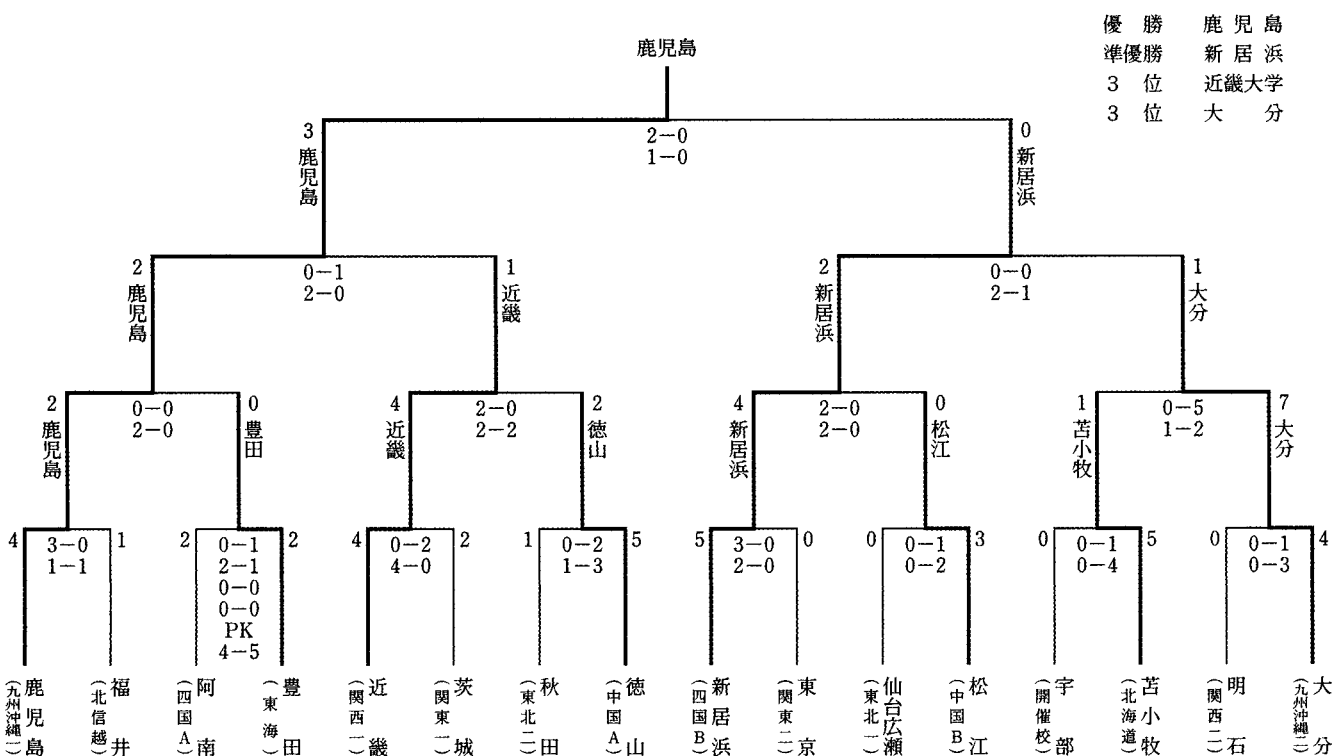 優勝 鹿児島
準優勝 新居浜
3位 近畿大学
3位 大分
鹿児島
3 鹿児島
2-0
1-0
0 新居浜
2 鹿児島
0-1
2-0
1 近畿
2 新居浜
0-0
2-1
1 大分
2 鹿児島
0-0
2-0
0 豊田
4 近畿
2-0
2-2
2 徳山
4 新居浜
2-0
2-0
0 松江
1 苫小牧
0-5
1-2
7 大分
4
3-0
1-1
1
2
0-1
2-1
0-0
0-0
PK
4-5
2
4
0-2
4-0
2
1
0-2
1-3
5
5
3-0
2-0
0
0
0-1
0-2
3
0
0-1
0-4
5
0
0-1
0-3
4
鹿児島(九州沖縄一)
福井(北信越)
阿南(四国A)
豊田(東海)
近畿(関西一)
茨城(関東一)
秋田(東北二)
徳山(中国A)
新居浜(四国B)
東京(関東二)
仙台広瀬(東北一)
松江(中国B)
宇部(開催校)
苫小牧(北海道)
明石(関西二)
大分(九州沖縄二)